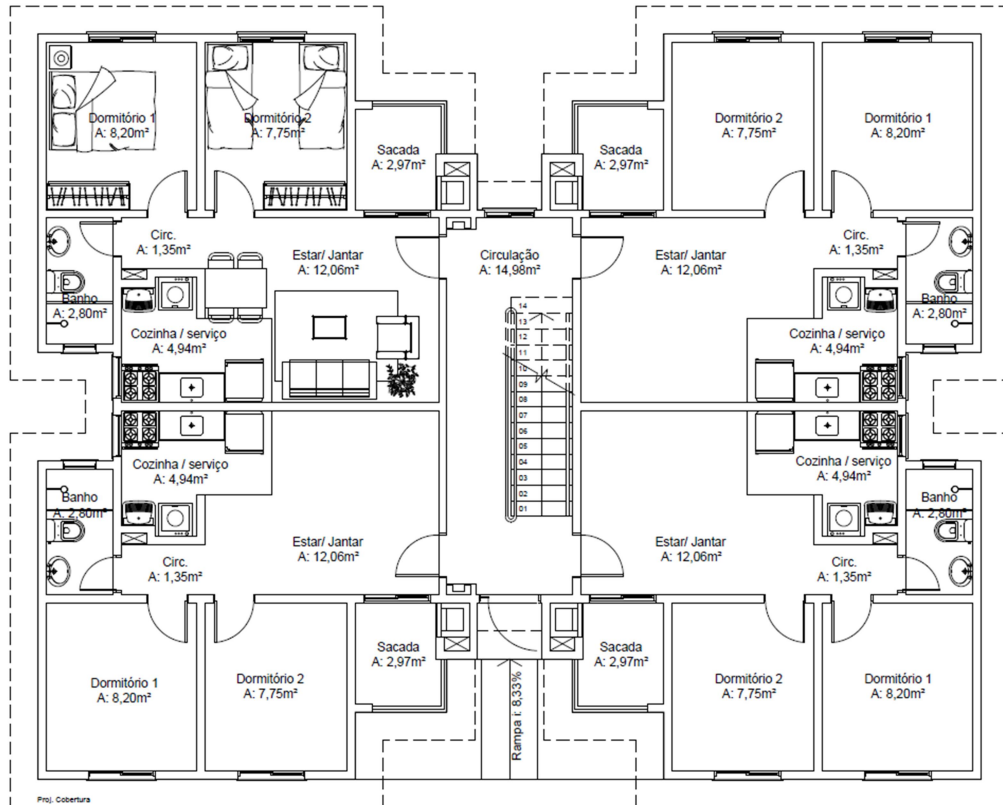 Dormitório 1
A: 8,20m²
Dormitório 2
A: 7,75m²
Sacada
A: 2,97m²
Sacada
A: 2,97m²
Dormitório 2
A: 7,75m²
Dormitório 1
A: 8,20m²
Circ.
A: 1,35m²
Estar/ Jantar
A: 12,06m²
Circulação
A: 14,98m²
Estar/ Jantar
A: 12,06m²
Circ.
A: 1,35m²
Banho
A: 2,80m²
Cozinha / serviço
A: 4,94m²
14
13
12
11
10
09
08
07
06
05
04
03
02
01
Cozinha / serviço
A: 4,94m²
Banho
A: 2,80m²
Cozinha / serviço
A: 4,94m²
Cozinha / serviço
A: 4,94m²
Banho
A: 2,80m²
Banho
A: 2,80m²
Circ.
A: 1,35m²
Estar/ Jantar
A: 12,06m²
Estar/ Jantar
A: 12,06m²
Circ.
A: 1,35m²
Dormitório 1
A: 8,20m²
Dormitório 2
A: 7,75m²
Sacada
A: 2,97m²
Rampa i: 8,33%
Sacada
A: 2,97m²
Dormitório 2
A: 7,75m²
Dormitório 1
A: 8,20m²
Proj. Cobertura